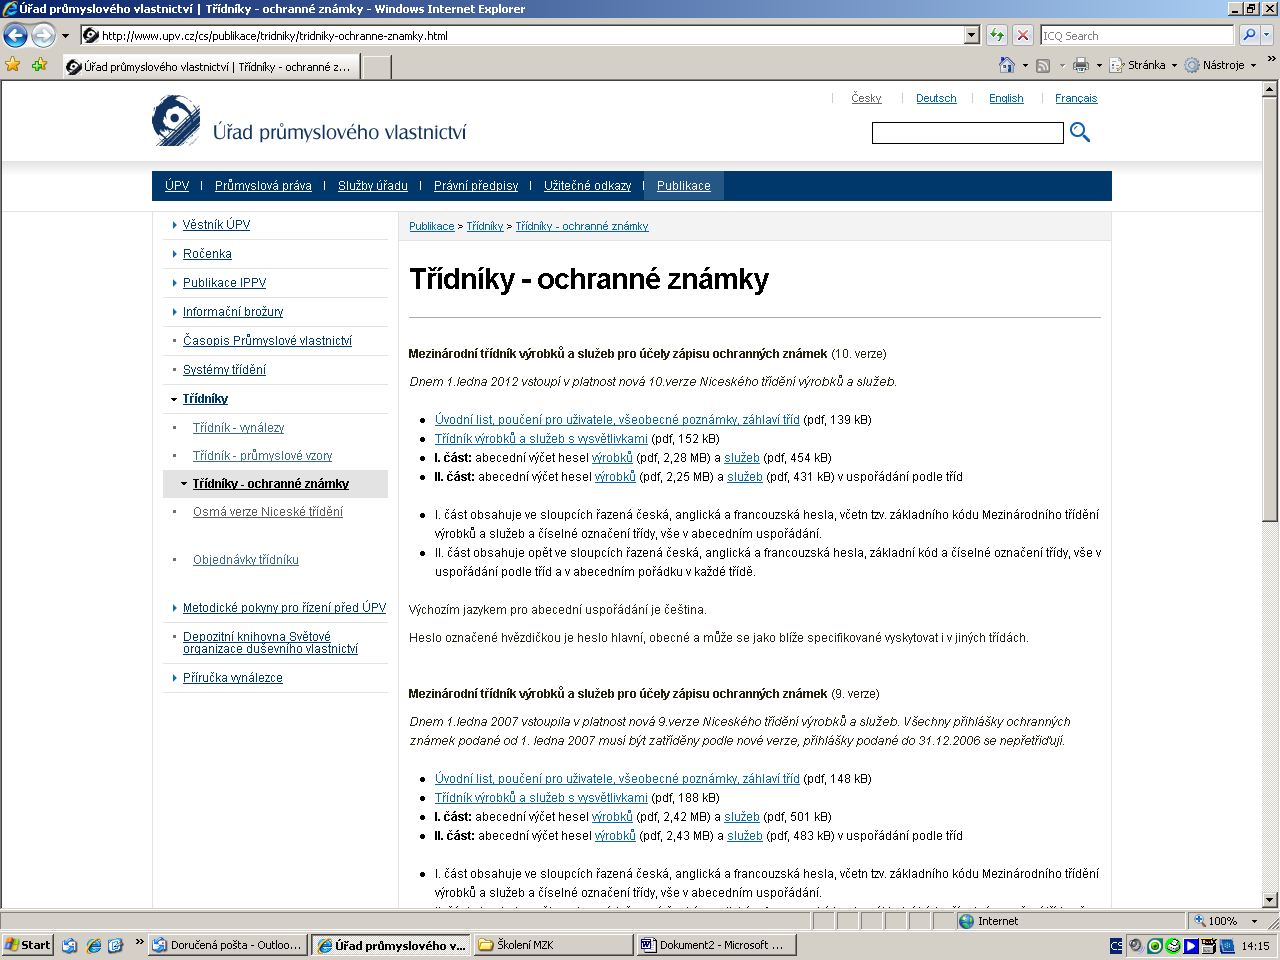 Úřad průmyslového vlastnictví | Třídníky - ochranné známky - Windows Internet Explorer
http://www.upv.cz/cs/publikace/tridniky/tridniky-ochranne-znamky.html
ICQ Search
Úřad průmyslového vlastnictví | Třídníky - ochranné z...
Stránka
Nástroje
Česky | Deutsch | English | Français
Úřad průmyslového vlastnictví
ÚPV | Průmyslová práva | Služby úřadu | Právní předpisy | Užitečné odkazy | Publikace
Věstník ÚPV
Ročenka
Publikace IPPV
Informační brožury
Časopis Průmyslové vlastnictví
Systémy třídění
Třídníky
Třídník - vynálezy
Třídník - průmyslové vzory
Třídníky - ochranné známky
Osmá verze Niceské třídění
Objednávky třídníku
Metodické pokyny pro řízení před ÚPV
Depozitní knihovna Světové
organizace duševního vlastnictví
Příručka vynálezce
Publikace > Třídníky > Třídníky - ochranné známky
Třídníky - ochranné známky
Mezinárodní třídník výrobků a služeb pro účely zápisu ochranných známek (10. verze)
Dnem 1.ledna 2012 vstoupí v platnost nová 10.verze Niceského třídění výrobků a služeb.
Úvodní list, poučení pro uživatele, všeobecné poznámky, záhlaví tříd (pdf, 139 kB)
Třídník výrobků a služeb s vysvětlivkami (pdf, 152 kB)
I. část: abecední výčet hesel výrobků (pdf, 2,28 MB) a služeb (pdf, 454 kB)
II. část: abecední výčet hesel výrobků (pdf, 2,25 MB) a služeb (pdf, 431 kB) v uspořádání podle tříd
I. část obsahuje ve sloupcích řazená česká, anglická a francouzská hesla, včetn tzv. základního kódu Mezinárodního třídění
výrobků a služeb a číselné označení třídy, vše v abecedním uspořádání.
II. část obsahuje opět ve sloupcích řazená česká, anglická a francouzská hesla, základní kód a číselné označení třídy, vše v
uspořádání podle tříd a v abecedním pořádku v každé třídě.
Výchozím jazykem pro abecední uspořádání je čeština.
Heslo označené hvězdičkou je heslo hlavní, obecné a může se jako blíže specifikované vyskytovat i v jiných třídách.
Mezinárodní třídník výrobků a služeb pro účely zápisu ochranných známek (9. verze)
Dnem 1.ledna 2007 vstoupila v platnost nová 9.verze Niceského třídění výrobků a služeb. Všechny přihlášky ochranných
známek podané od 1. ledna 2007 musí být zatříděny podle nové verze, přihlášky podané do 31.12.2006 se nepřetřiďují.
Úvodní list, poučení pro uživatele, všeobecné poznámky, záhlaví tříd (pdf, 148 kB)
Třídník výrobků a služeb s vysvětlivkami (pdf, 188 kB)
I. část: abecední výčet hesel výrobků (pdf, 2,42 MB) a služeb (pdf, 501 kB)
II. část: abecední výčet hesel výrobků (pdf, 2,43 MB) a služeb (pdf, 483 kB) v uspořádání podle tříd
I. část obsahuje ve sloupcích řazená česká, anglická a francouzská hesla, včetn tzv. základního kódu Mezinárodního třídění
výrobků a služeb a číselné označení třídy, vše v abecedním uspořádání.
Internet
100%
Start
Doručená pošta - Outloo...
Úřad průmyslového v...
Školení MZK
Dokument2 - Microsoft ...
CS
14:15